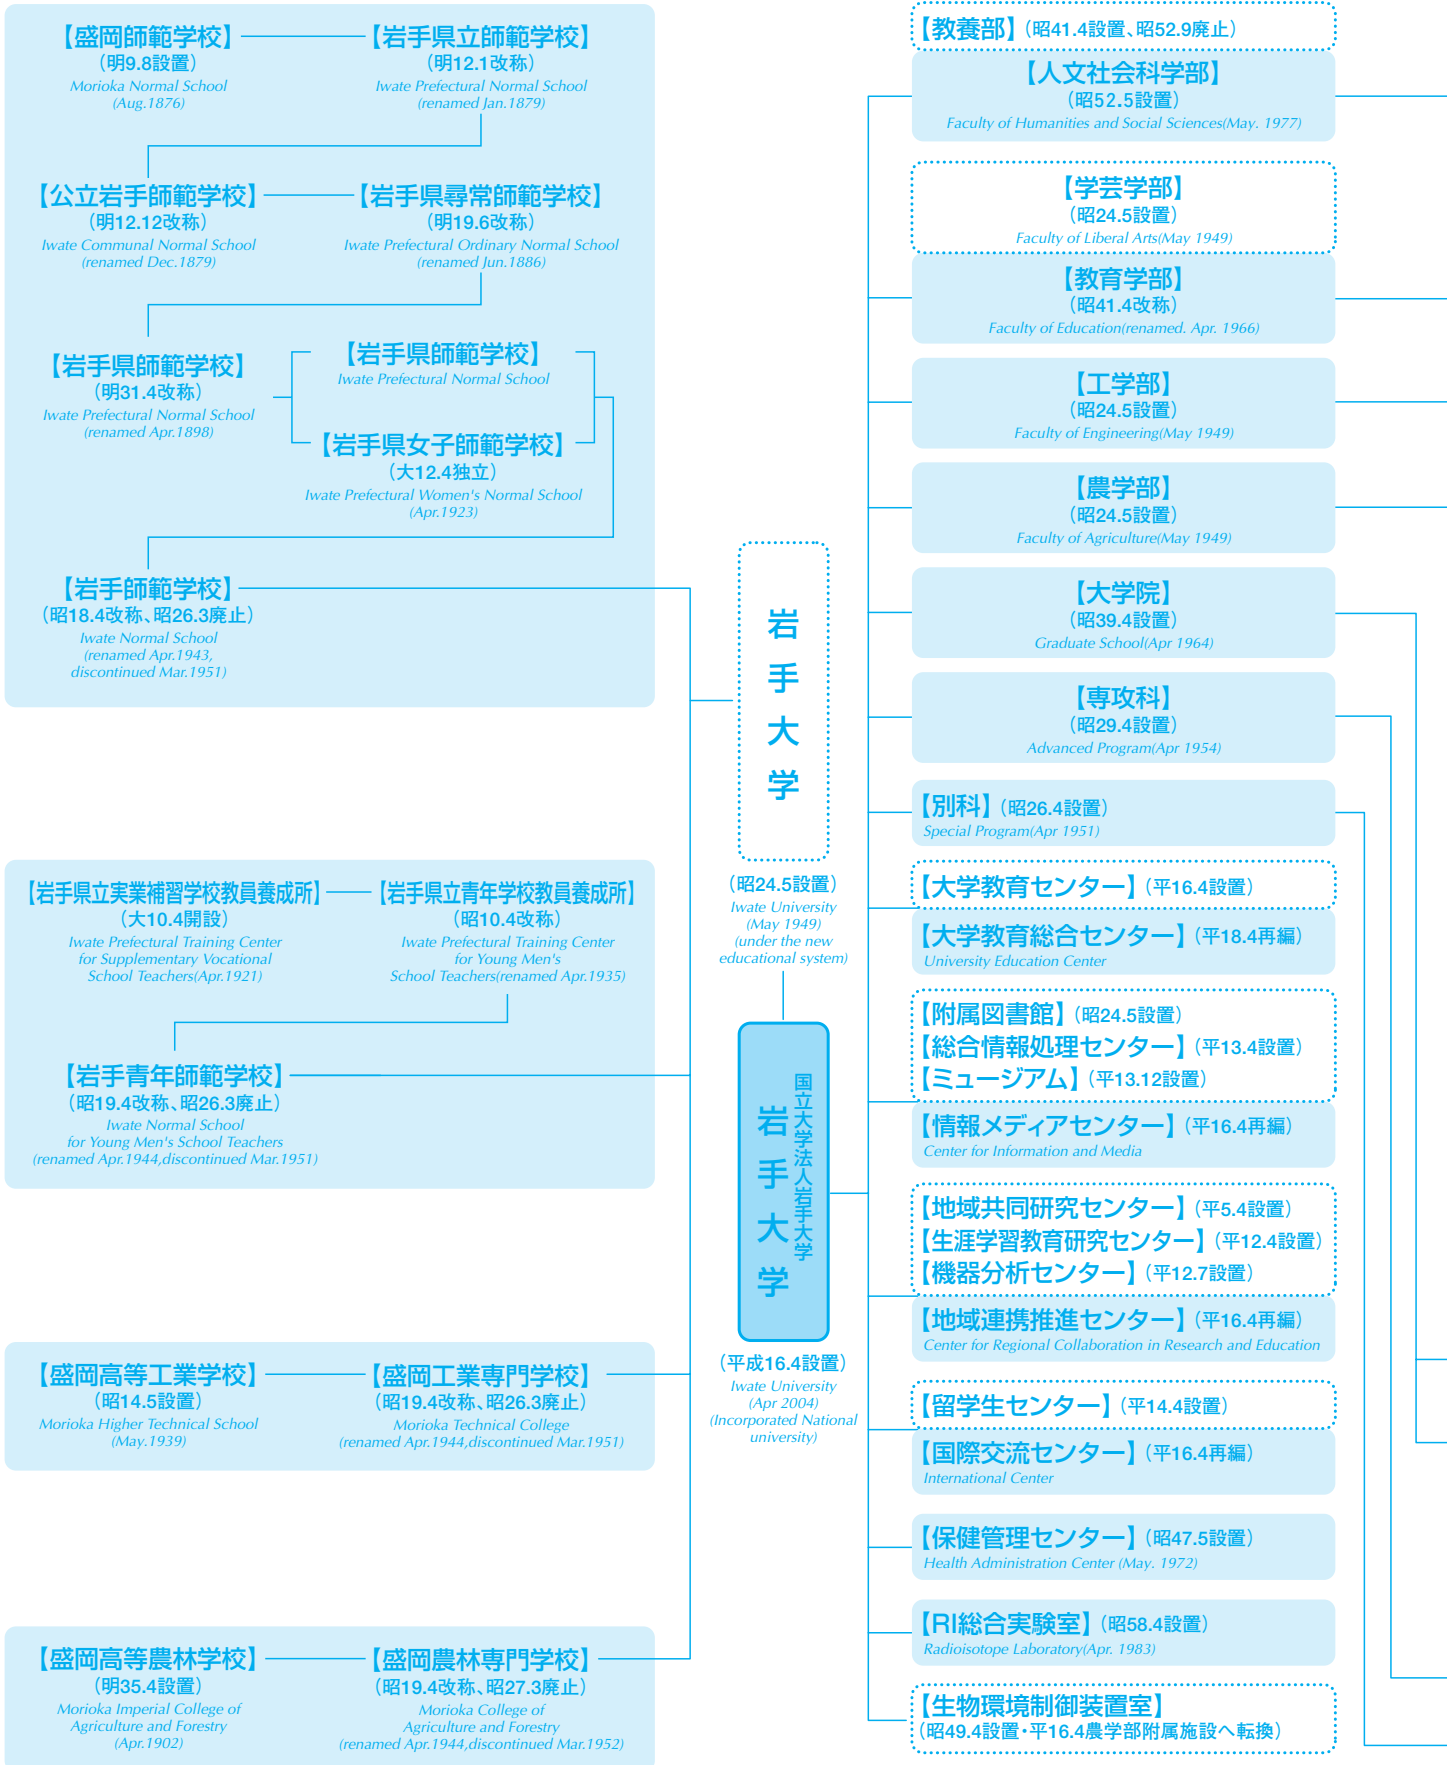 【盛岡師範学校】
(明9.8設置)
Morioka Normal School
(Aug.1876)
【岩手県立師範学校】
(明12.1改称)
Iwate Prefectural Normal School
(renamed Jan.1879)
【公立岩手師範学校】
(明12.12改称)
Iwate Communal Normal School
(renamed Dec.1879)
【岩手県尋常師範学校】
(明19.6改称)
Iwate Prefectural Ordinary Normal School
(renamed Jun.1886)
【岩手県師範学校】
(明31.4改称)
Iwate Prefectural Normal School
(renamed Apr.1898)
【岩手県師範学校】
Iwate Prefectural Normal School
【岩手県女子師範学校】
(大12.4独立)
Iwate Prefectural Women's Normal School
(Apr.1923)
【岩手師範学校】
(昭18.4改称、昭26.3廃止)
Iwate Normal School
(renamed Apr.1943,
discontinued Mar.1951)
【岩手県立実業補習学校教員養成所】
(大10.4開設)
Iwate Prefectural Training Center
for Supplementary Vocational
School Teachers(Apr.1921)
【岩手県立青年学校教員養成所】
(昭10.4改称)
Iwate Prefectural Training Center
for Young Men's
School Teachers(renamed Apr.1935)
【岩手青年師範学校】
(昭19.4改称、昭26.3廃止)
Iwate Normal School
for Young Men's School Teachers
(renamed Apr.1944,discontinued Mar.1951)
【盛岡高等工業学校】
(昭14.5設置)
Morioka Higher Technical School
(May.1939)
【盛岡工業専門学校】
(昭19.4改称、昭26.3廃止)
Morioka Technical College
(renamed Apr.1944,discontinued Mar.1951)
【盛岡高等農林学校】
(明35.4設置)
Morioka Imperial College of
Agriculture and Forestry
(Apr.1902)
【盛岡農林専門学校】
(昭19.4改称、昭27.3廃止)
Morioka College of
Agriculture and Forestry
(renamed Apr.1944,discontinued Mar.1952)
岩手大学
(昭24.5設置)
Iwate University
(May 1949)
(under the new
educational system)
国立大学法人岩手大学
岩手大学
(平成16.4設置)
Iwate University
(Apr 2004)
(Incorporated National
university)
【教養部】(昭41.4設置、昭52.9廃止)
【人文社会科学部】
(昭52.5設置)
Faculty of Humanities and Social Sciences(May. 1977)
【学芸学部】
(昭24.5設置)
Faculty of Liberal Arts(May 1949)
【教育学部】
(昭41.4改称)
Faculty of Education(renamed. Apr. 1966)
【工学部】
(昭24.5設置)
Faculty of Engineering(May 1949)
【農学部】
(昭24.5設置)
Faculty of Agriculture(May 1949)
【大学院】
(昭39.4設置)
Graduate School(Apr 1964)
【専攻科】
(昭29.4設置)
Advanced Program(Apr 1954)
【別科】(昭26.4設置)
Special Program(Apr 1951)
【大学教育センター】(平16.4設置)
【大学教育総合センター】(平18.4再編)
University Education Center
【附属図書館】(昭24.5設置)
【総合情報処理センター】(平13.4設置)
【ミュージアム】(平13.12設置)
【情報メディアセンター】(平16.4再編)
Center for Information and Media
【地域共同研究センター】(平5.4設置)
【生涯学習教育研究センター】(平12.4設置)
【機器分析センター】(平12.7設置)
【地域連携推進センター】(平16.4再編)
Center for Regional Collaboration in Research and Education
【留学生センター】(平14.4設置)
【国際交流センター】(平16.4再編)
International Center
【保健管理センター】(昭47.5設置)
Health Administration Center (May. 1972)
【RI総合実験室】(昭58.4設置)
Radioisotope Laboratory(Apr. 1983)
【生物環境制御装置室】
(昭49.4設置・平16.4農学部附属施設へ転換)